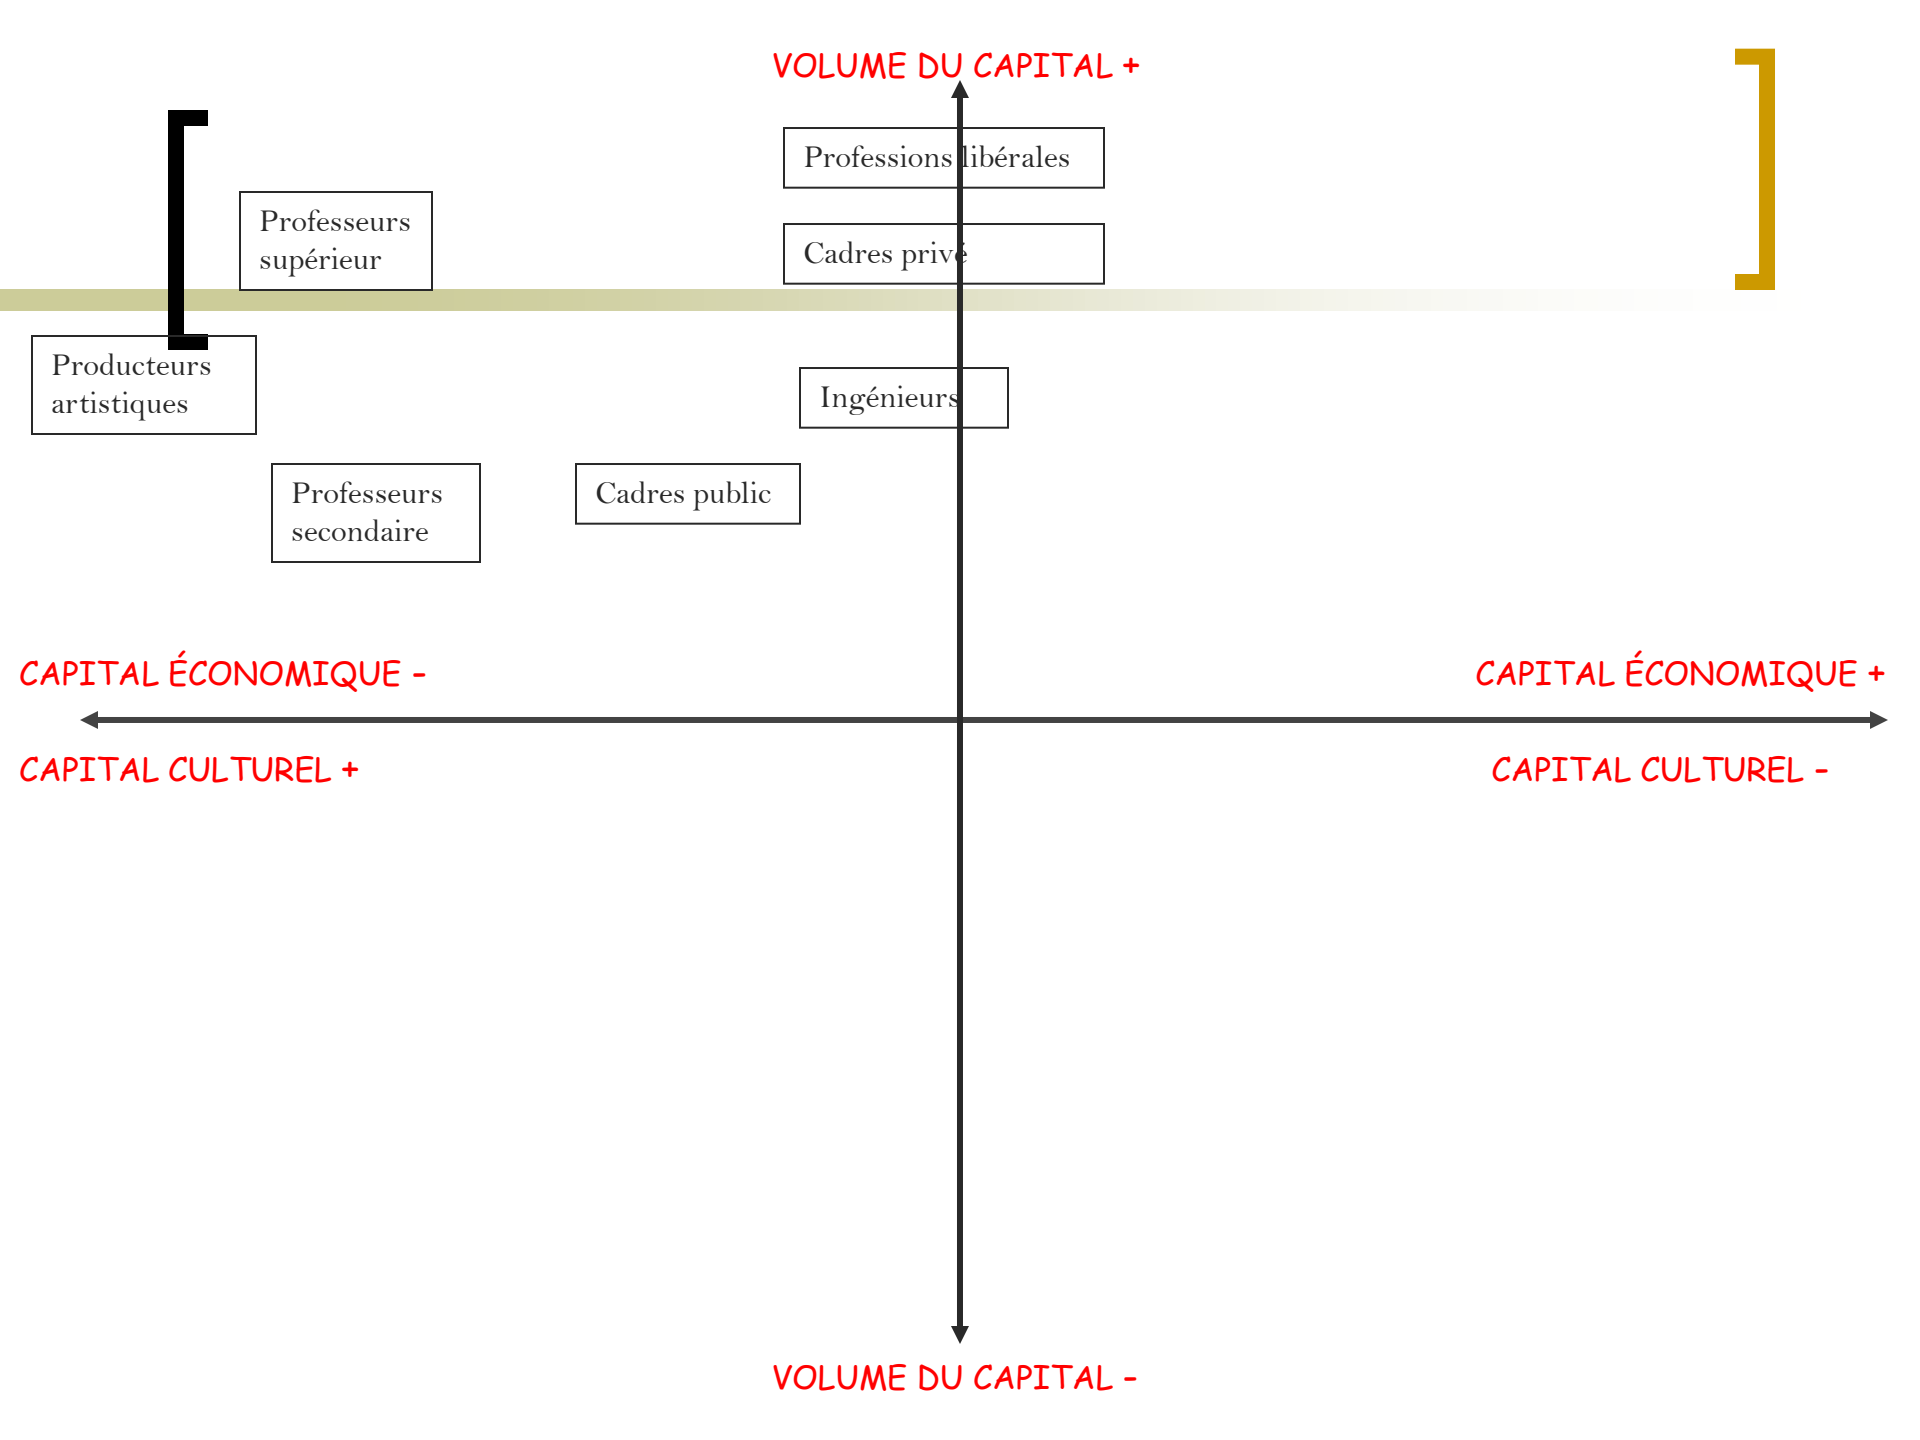 VOLUME DU CAPITAL +
Professions libérales
Professeurs
supérieur
Cadres privé
Producteurs
artistiques
Ingénieurs
Professeurs
secondaire
Cadres public
CAPITAL ÉCONOMIQUE -
CAPITAL ÉCONOMIQUE +
CAPITAL CULTUREL +
CAPITAL CULTUREL -
VOLUME DU CAPITAL -